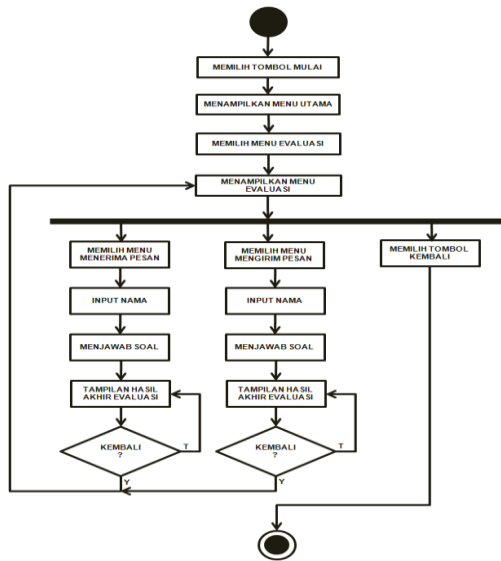 MEMILIH TOMBOL MULAI
MENAMPILKAN MENU UTAMA
MEMILIH MENU EVALUASI
MENAMPILKAN MENU
EVALUASI
MEMILIH MENU
MENERIMA PESAN
MEMILIH MENU
MENGIRIM PESAN
MEMILIH TOMBOL
KEMBALI
INPUT NAMA
INPUT NAMA
MENJAWAB SOAL
MENJAWAB SOAL
TAMPILAN HASIL
AKHIR EVALUASI
TAMPILAN HASIL
AKHIR EVALUASI
KEMBALI
?
T
KEMBALI
?
T
Y
Y